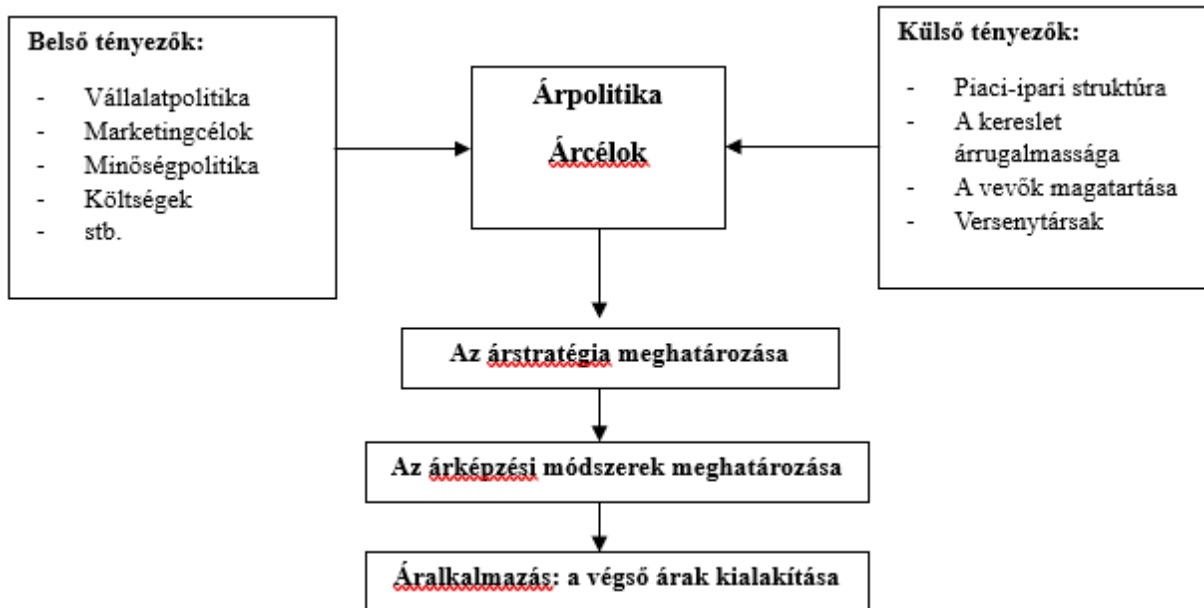 Belső tényezők:
- Vállalatpolitika
- Marketingcélok
- Minőségpolitika
- Költségek
- stb.
Árpolitika
Árcélok
Külső tényezők:
- Piaci-ipari struktúra
- A kereslet
árrugalmassága
- A vevők magatartása
- Versenytársak
Az árstratégia meghatározása
Az árképzési módszerek meghatározása
Áralkalmazás: a végső árak kialakítása